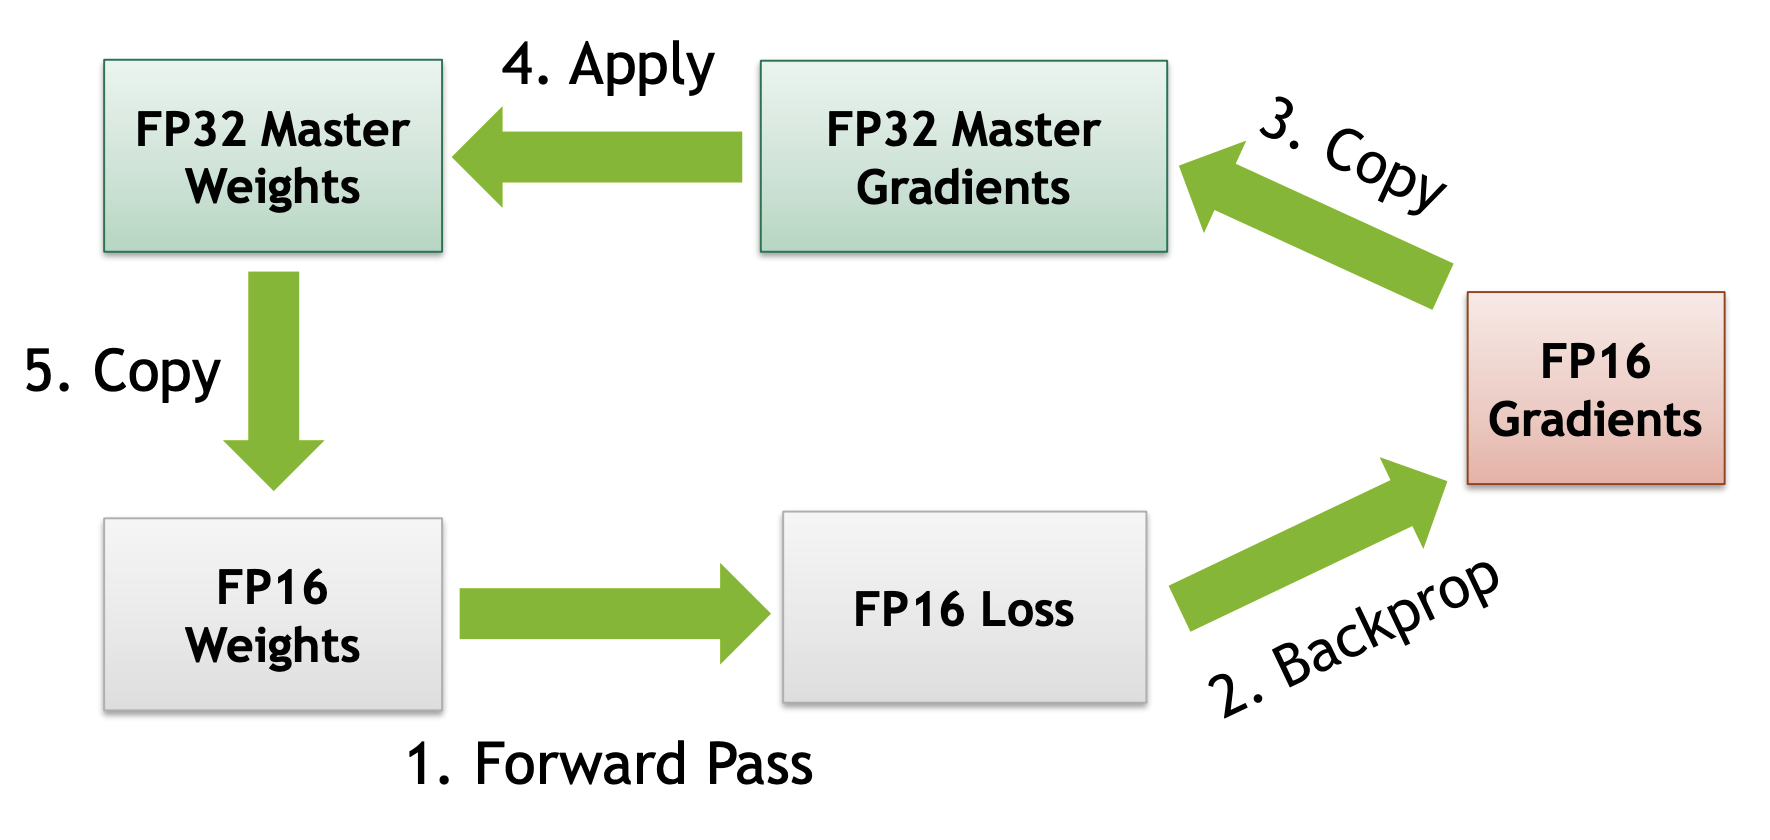 4. Apply
FP32 Master
Weights
FP32 Master
Gradients
3. Copy
5. Copy
FP16
Gradients
FP16
Weights
FP16 Loss
2. Backprop
1. Forward Pass